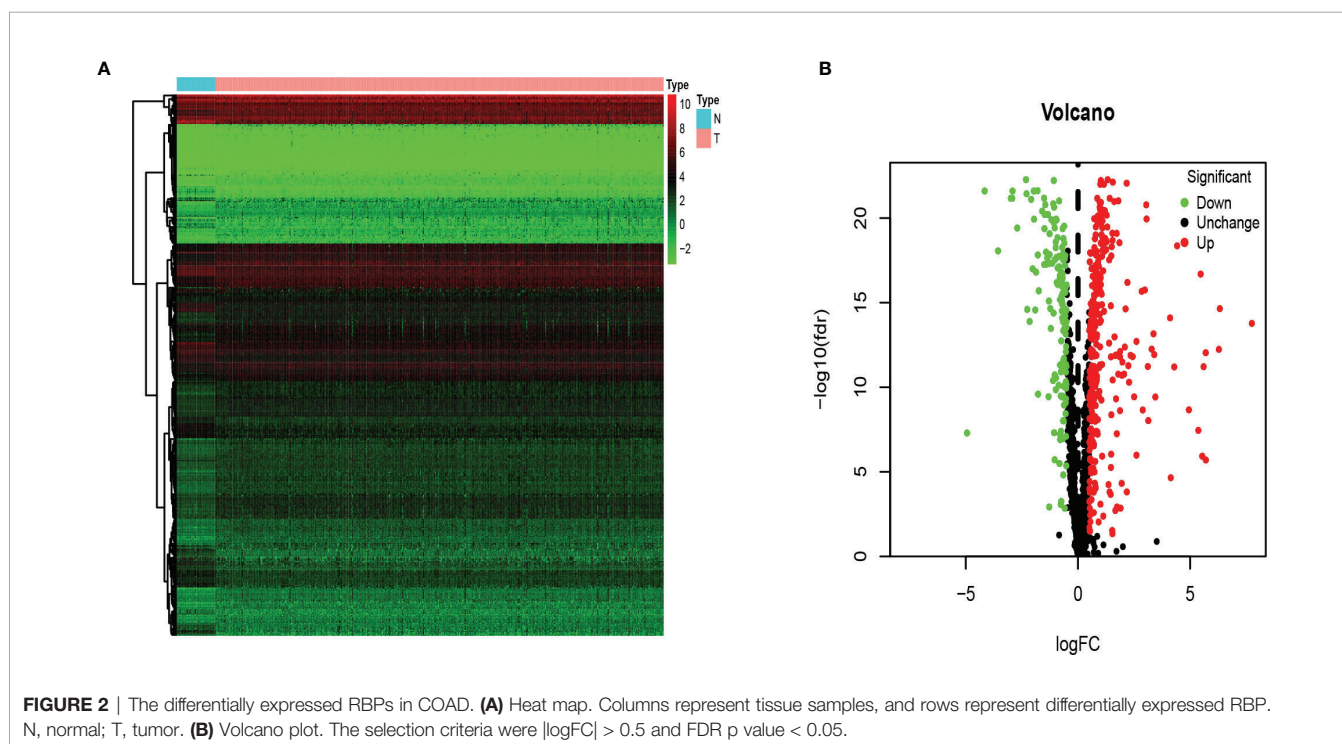 A
Type
10
8
6
4
2
0
−2
Type
N
T
B
Volcano
Significant
Down
Unchange
Up
−log10(fdr)
20
15
10
5
0
−5
0
5
logFC
FIGURE 2 | The differentially expressed RBPs in COAD. (A) Heat map. Columns represent tissue samples, and rows represent differentially expressed RBP.
N, normal; T, tumor. (B) Volcano plot. The selection criteria were |logFC| > 0.5 and FDR p value < 0.05.